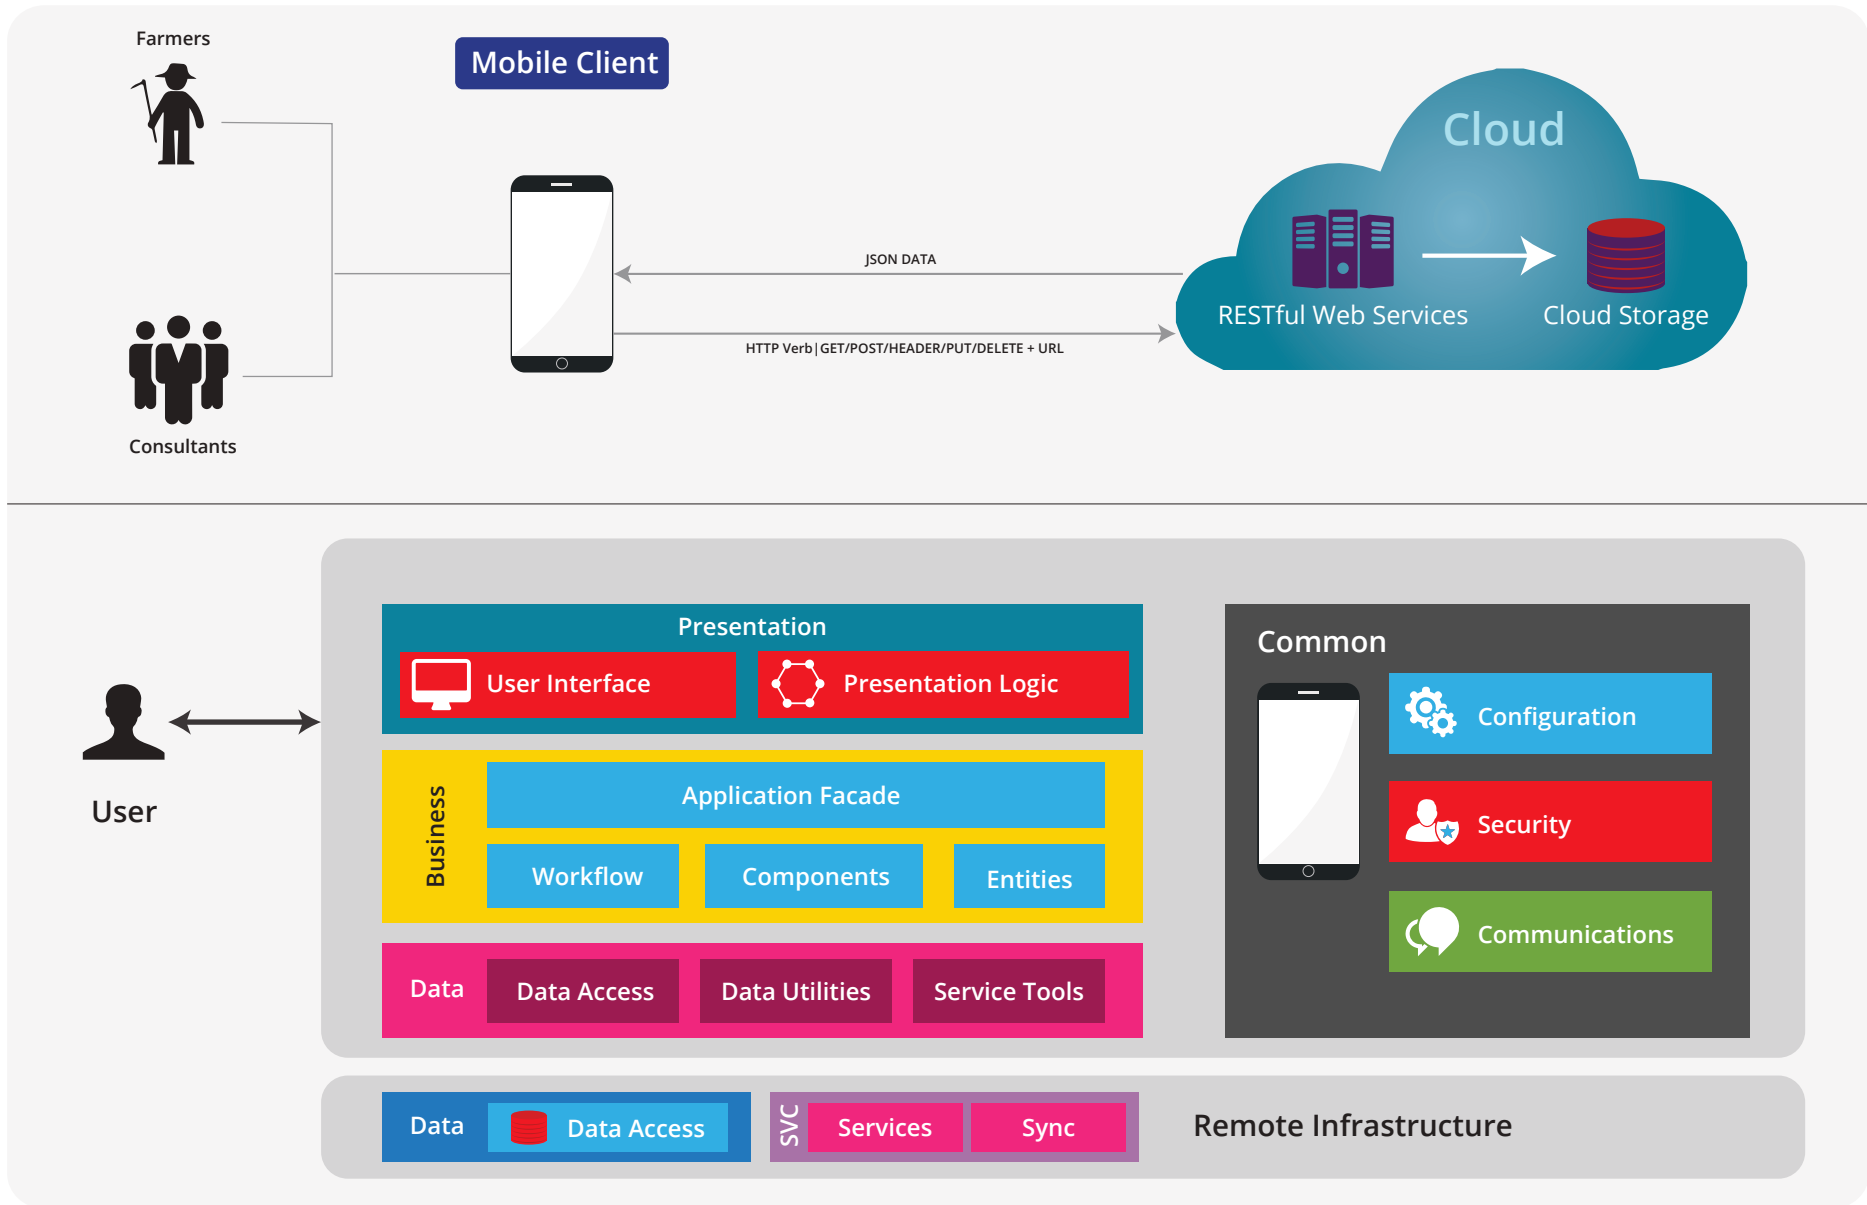 Farmers
Mobile Client
Cloud
JSON DATA
RESTful Web Services
Cloud Storage
HTTP Verb|GET/POST/HEADER/PUT/DELETE + URL
Consultants
Presentation
User Interface
Presentation Logic
Business
Application Facade
Workflow
Components
Entities
Data
Data Access
Data Utilities
Service Tools
Common
Configuration
Security
Communications
User
Data
Data Access
SVC
Services
Sync
Remote Infrastructure